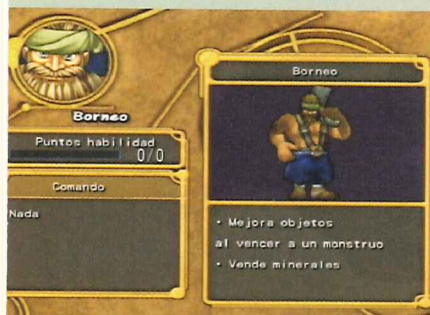 Borneo
Puntos habilidad
0/0
Comando
Nada
Borneo
• Mejora objetos
al vencer a un monstruo
• Vende minerales